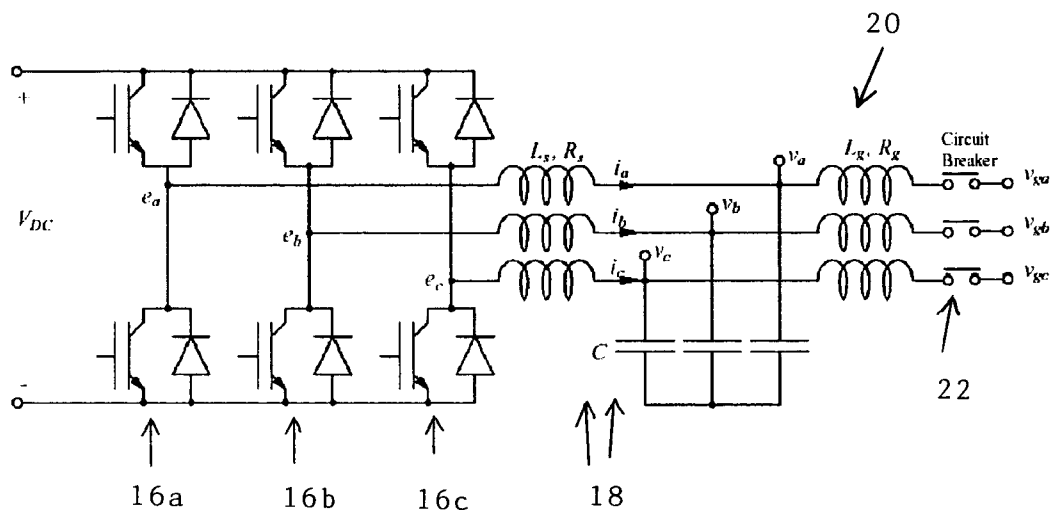 20
+
L_s, R_s
v_a
L_g, R_g
Circuit
Breaker
e_a
i_a
v_ga
V_DC
e_b
i_b
v_b
v_gb
e_c
i_c
v_c
v_gc
C
-
22
16a
16b
16c
18